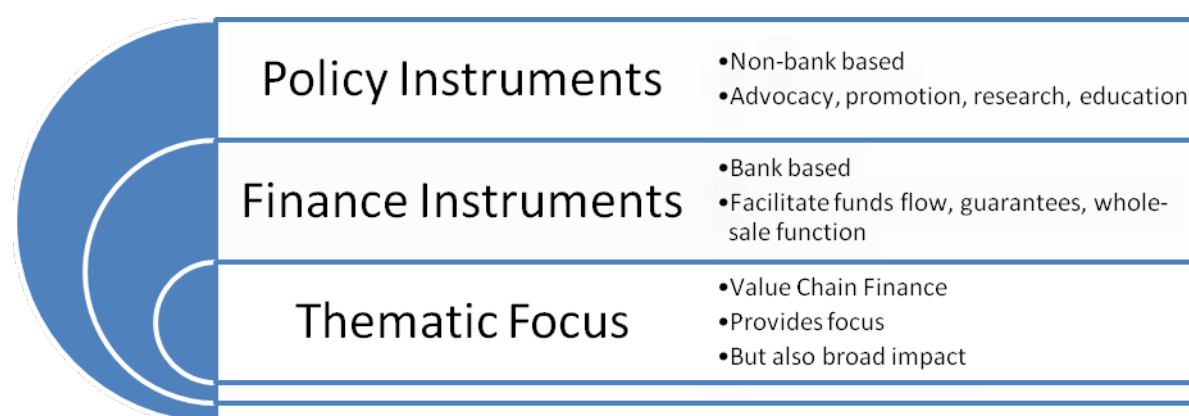 Policy Instruments
•Non-bank based
•Advocacy, promotion, research, education
Finance Instruments
•Bank based
•Facilitate funds flow, guarantees, whole-
sale function
Thematic Focus
•Value Chain Finance
•Provides focus
•But also broad impact